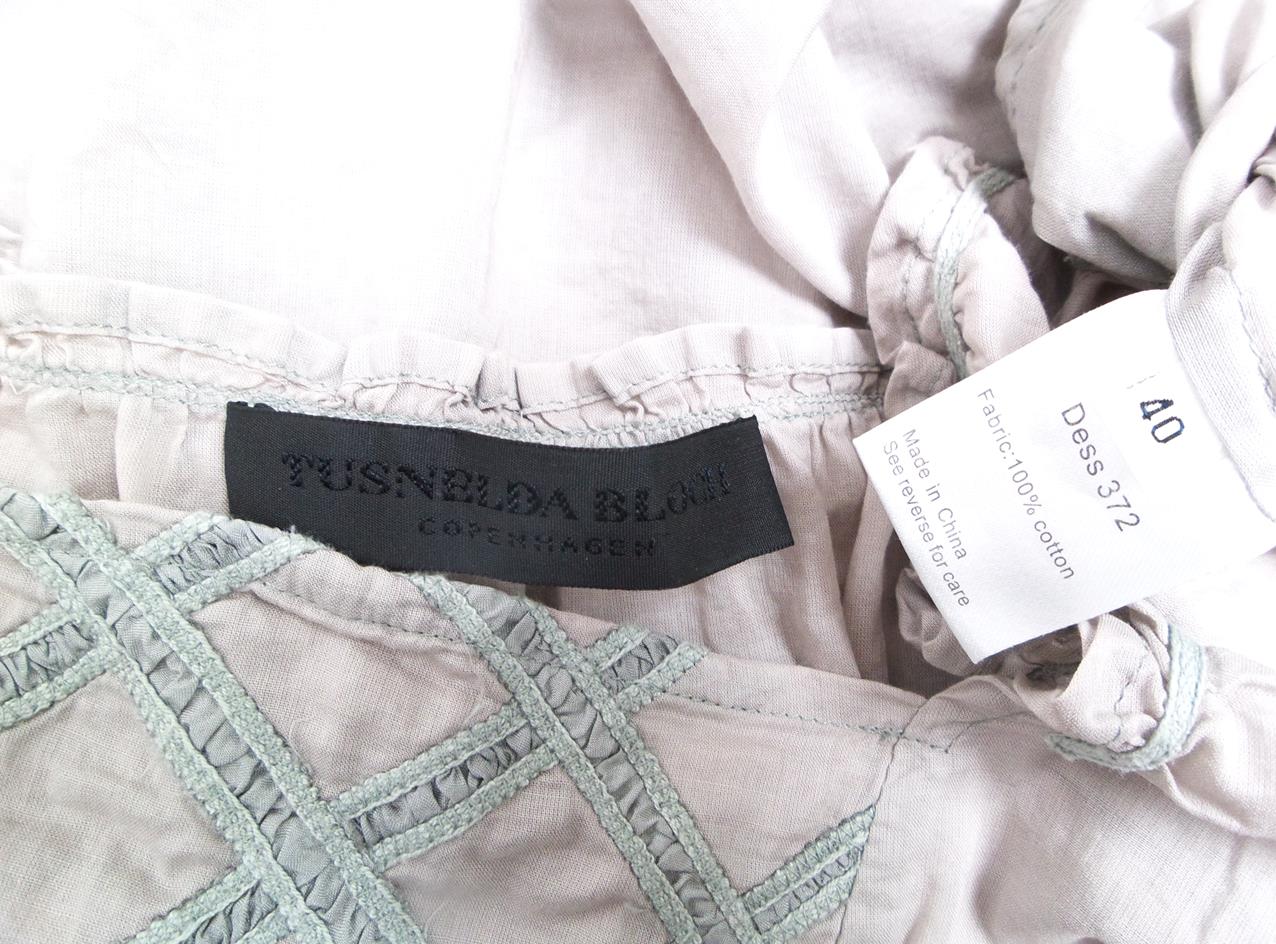 TUSNELDA BLOCH
COPENHAGEN
40
Dess 372
Fabric:100% cotton
Made in China
See reverse for care